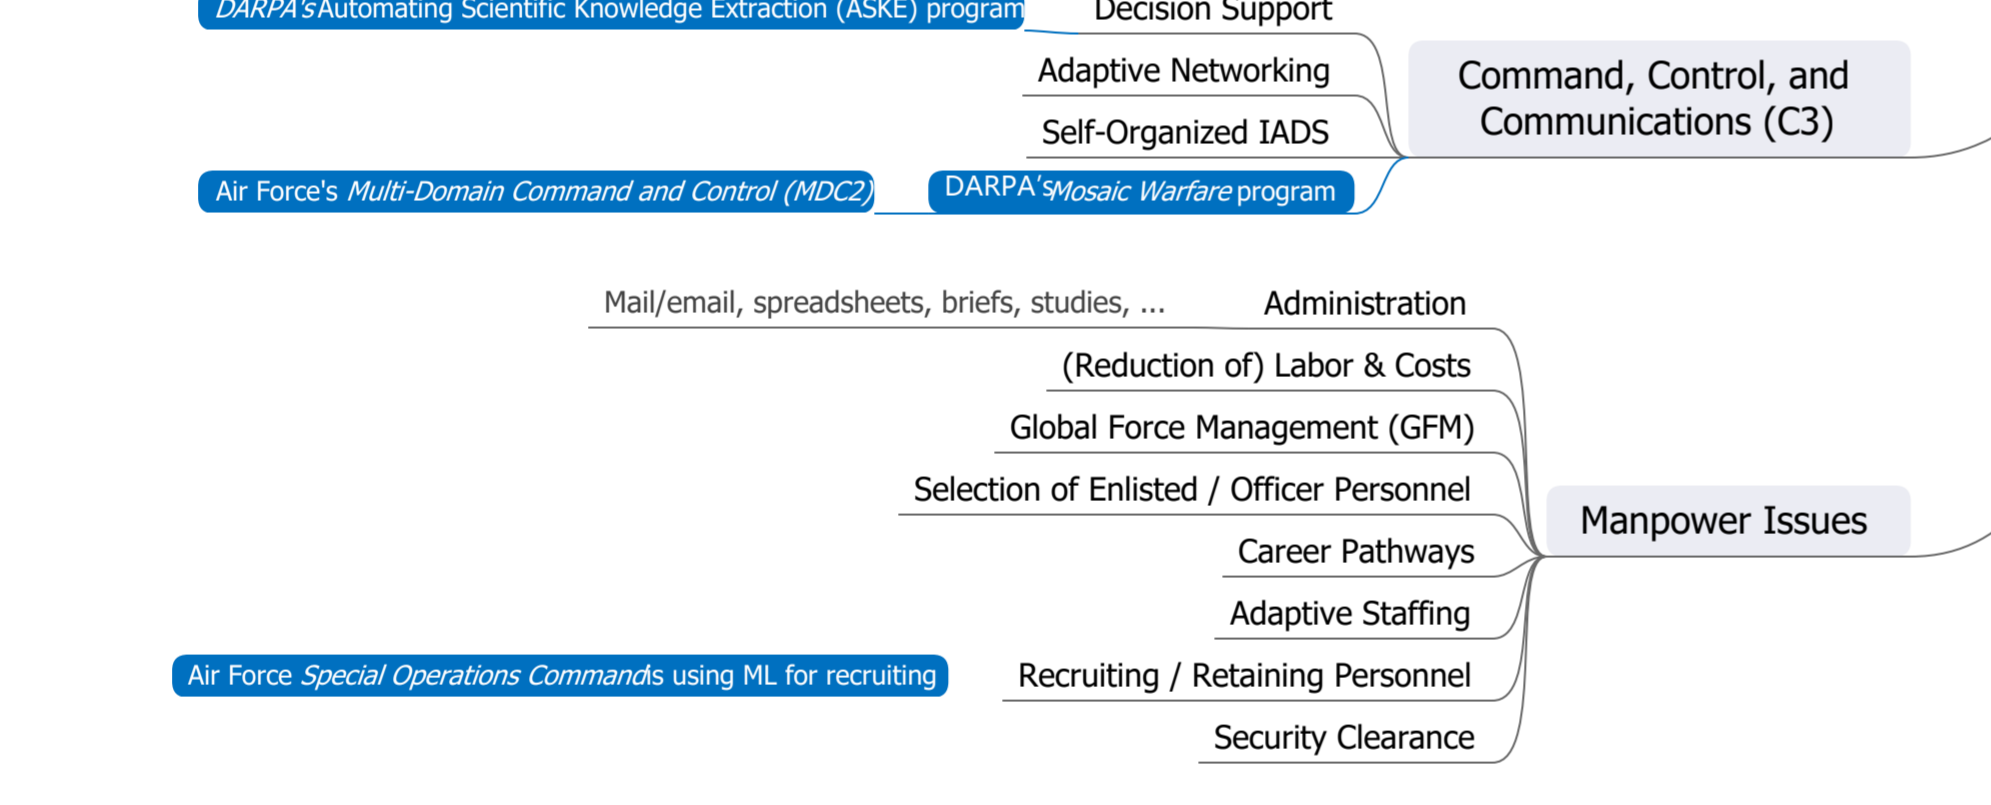 DARPA's Automating Scientific Knowledge Extraction (ASKE) program
Decision Support
Adaptive Networking
Self-Organized IADS
Command, Control, and
Communications (C3)
Air Force's Multi-Domain Command and Control (MDC2)
DARPA's Mosaic Warfare program
Mail/email, spreadsheets, briefs, studies, ...
Administration
(Reduction of) Labor & Costs
Global Force Management (GFM)
Selection of Enlisted / Officer Personnel
Manpower Issues
Career Pathways
Adaptive Staffing
Air Force Special Operations Command is using ML for recruiting
Recruiting / Retaining Personnel
Security Clearance